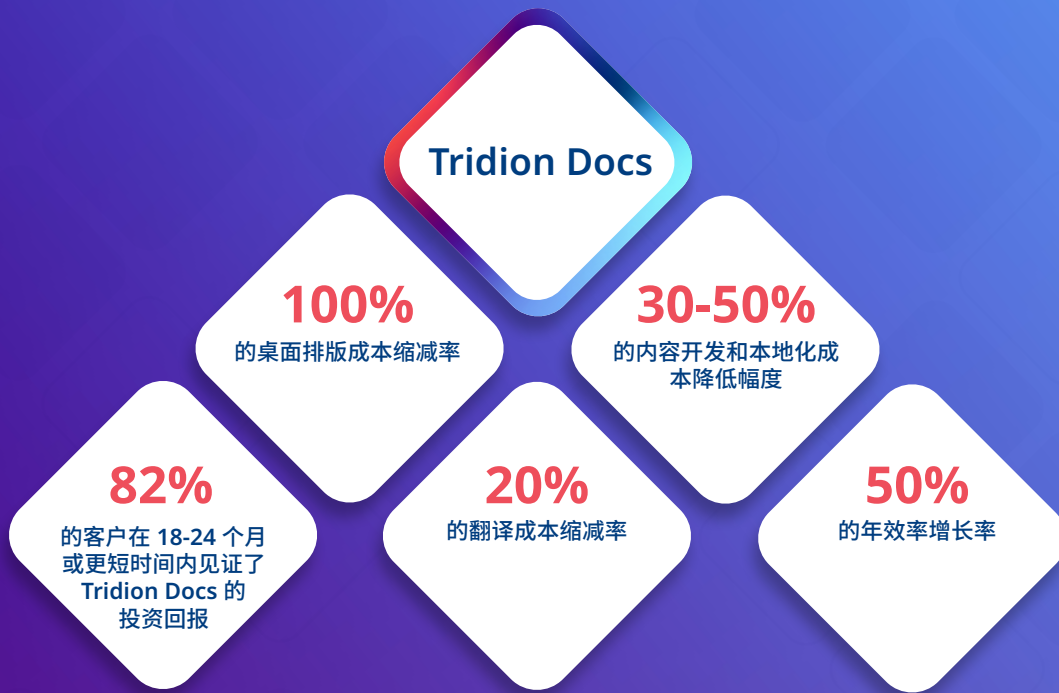 Tridion Docs
100%
的桌面排版成本缩减率
30-50%
的内容开发和本地化成
本降低幅度
82%
的客户在 18-24 个月
或更短时间内见证了
Tridion Docs 的
投资回报
20%
的翻译成本缩减率
50%
的年效率增长率